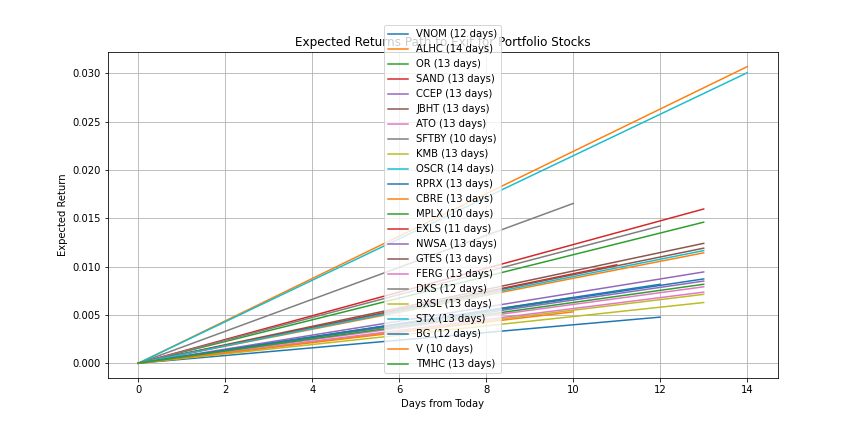 Expected Returns Path to Exit for Portfolio Stocks
VNOM (12 days)
ALHC (14 days)
OR (13 days)
SAND (13 days)
CCEP (13 days)
JBHT (13 days)
ATO (13 days)
SFTBY (10 days)
KMB (13 days)
OSCR (14 days)
RPRX (13 days)
CBRE (13 days)
MPLX (10 days)
EXLS (11 days)
NWSA (13 days)
GTES (13 days)
FERG (13 days)
DKS (12 days)
BXSL (13 days)
STX (13 days)
BG (12 days)
V (10 days)
TMHC (13 days)
Expected Return
0.030
0.025
0.020
0.015
0.010
0.005
0.000
0 2 4 6 8 10 12 14
Days from Today